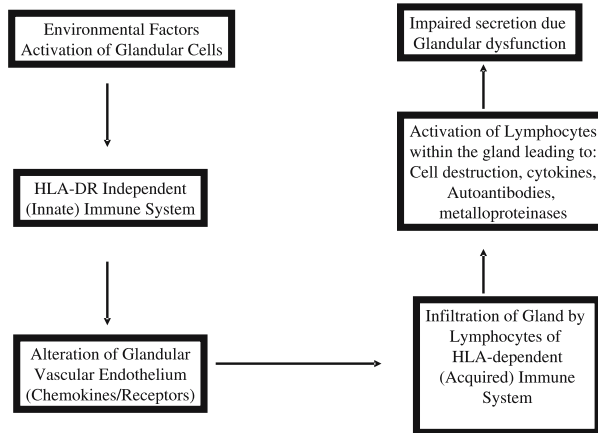 Environmental Factors
Activation of Glandular Cells
HLA-DR Independent
(Innate) Immune System
Alteration of Glandular
Vascular Endothelium
(Chemokines/Receptors)
Infiltration of Gland by
Lymphocytes of
HLA-dependent
(Acquired) Immune
System
Activation of Lymphocytes
within the gland leading to:
Cell destruction, cytokines,
Autoantibodies,
metalloproteinases
Impaired secretion due
Glandular dysfunction